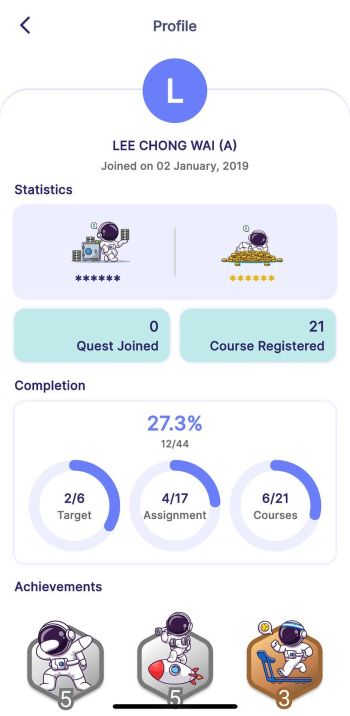 Profile
L
LEE CHONG WAI (A)
Joined on 02 January, 2019
Statistics
****** ******
0 21
Quest Joined Course Registered
Completion
27.3%
12/44
2/6 4/17 6/21
Target Assignment Courses
Achievements
5 5 3